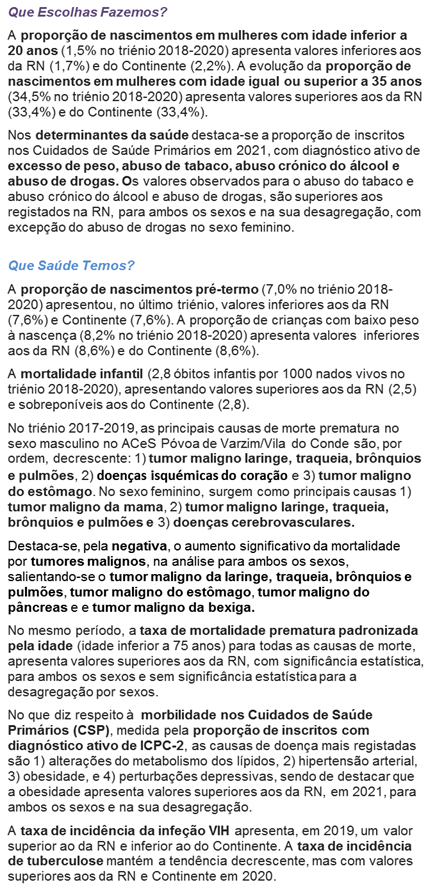 Que Escolhas Fazemos?
A proporção de nascimentos em mulheres com idade inferior a
20 anos (1,5% no triénio 2018-2020) apresenta valores inferiores aos
da RN (1,7%) e do Continente (2,2%). A evolução da proporção de
nascimentos em mulheres com idade igual ou superior a 35 anos
(34,5% no triénio 2018-2020) apresenta valores superiores aos da RN
(33,4%) e do Continente (33,4%).
Nos determinantes da saúde destaca-se a proporção de inscritos
nos Cuidados de Saúde Primários em 2021, com diagnóstico ativo de
excesso de peso, abuso de tabaco, abuso crónico do álcool e
abuso de drogas. Os valores observados para o abuso do tabaco e
abuso crónico do álcool e abuso de drogas, são superiores aos
registados na RN, para ambos os sexos e na sua desagregação, com
excepção do abuso de drogas no sexo feminino.
Que Saúde Temos?
A proporção de nascimentos pré-termo (7,0% no triénio 2018-
2020) apresentou, no último triénio, valores inferiores aos da RN
(7,6%) e Continente (7,6%). A proporção de crianças com baixo peso
à nascença (8,2% no triénio 2018-2020) apresenta valores inferiores
aos da RN (8,6%) e do Continente (8,6%).
A mortalidade infantil (2,8 óbitos infantis por 1000 nados vivos no
triénio 2018-2020), apresentando valores superiores aos da RN (2,5)
e sobreponíveis aos do Continente (2,8).
No triénio 2017-2019, as principais causas de morte prematura no
sexo masculino no ACeS Póvoa de Varzim/Vila do Conde são, por
ordem, decrescente: 1) tumor maligno laringe, traqueia, brônquios
e pulmões, 2) doenças isquémicas do coração e 3) tumor maligno
do estômago. No sexo feminino, surgem como principais causas 1)
tumor maligno da mama, 2) tumor maligno laringe, traqueia,
brônquios e pulmões e 3) doenças cerebrovasculares.
Destaca-se, pela negativa, o aumento significativo da mortalidade
por tumores malignos, na análise para ambos os sexos,
salientando-se o tumor maligno da laringe, traqueia, brônquios e
pulmões, tumor maligno do estômago, tumor maligno do
pâncreas e e tumor maligno da bexiga.
No mesmo período, a taxa de mortalidade prematura padronizada
pela idade (idade inferior a 75 anos) para todas as causas de morte,
apresenta valores superiores aos da RN, com significância estatística,
para ambos os sexos e sem significância estatística para a
desagregação por sexos.
No que diz respeito à morbilidade nos Cuidados de Saúde
Primários (CSP), medida pela proporção de inscritos com
diagnóstico ativo de ICPC-2, as causas de doença mais registadas
são 1) alterações do metabolismo dos lípidos, 2) hipertensão arterial,
3) obesidade, e 4) perturbações depressivas, sendo de destacar que
a obesidade apresenta valores superiores aos da RN, em 2021, para
ambos os sexos e na sua desagregação.
A taxa de incidência da infeção VIH apresenta, em 2019, um valor
superior ao da RN e inferior ao do Continente. A taxa de incidência
de tuberculose mantém a tendência decrescente, mas com valores
superiores aos da RN e Continente em 2020.